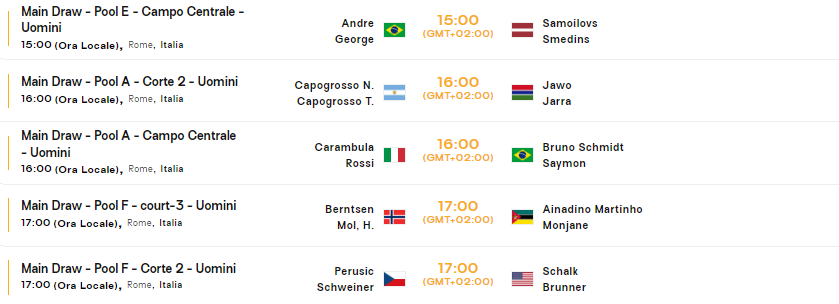 Main Draw - Pool E - Campo Centrale -
Uomini
15:00 (Ora Locale), Rome, Italia
Andre
George
15:00
(GMT+02:00)
Samoilovs
Smedins
Main Draw - Pool A - Corte 2 - Uomini
16:00 (Ora Locale), Rome, Italia
Capogrosso N.
Capogrosso T.
16:00
(GMT+02:00)
Jawo
Jarra
Main Draw - Pool A - Campo Centrale
- Uomini
16:00 (Ora Locale), Rome, Italia
Carambula
Rossi
16:00
(GMT+02:00)
Bruno Schmidt
Saymon
Main Draw - Pool F - court-3 - Uomini
17:00 (Ora Locale), Rome, Italia
Berntsen
Mol, H.
17:00
(GMT+02:00)
Ainadino Martinho
Monjane
Main Draw - Pool F - Corte 2 - Uomini
17:00 (Ora Locale), Rome, Italia
Perusic
Schweiner
17:00
(GMT+02:00)
Schalk
Brunner